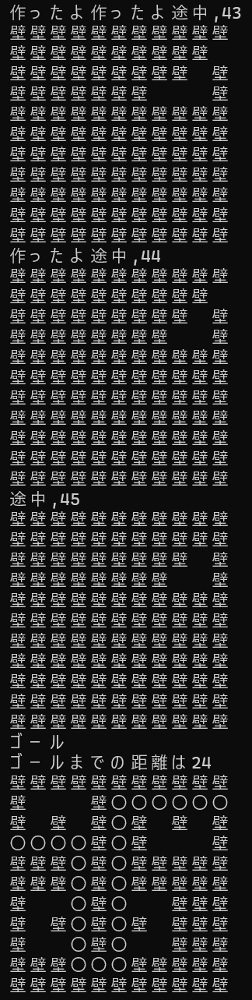 作ったよ作ったよ途中,43
壁壁壁壁壁壁壁壁壁壁壁
壁壁壁壁壁壁壁壁壁壁
壁壁壁壁壁壁壁壁壁　壁
壁壁壁壁壁壁壁　　　壁
壁壁壁壁壁壁壁壁壁壁壁
壁壁壁壁壁壁壁壁壁壁壁
壁壁壁壁壁壁壁壁壁壁壁
壁壁壁壁壁壁壁壁壁壁壁
壁壁壁壁壁壁壁壁壁壁壁
壁壁壁壁壁壁壁壁壁壁壁
壁壁壁壁壁壁壁壁壁壁壁
作ったよ途中,44
壁壁壁壁壁壁壁壁壁壁壁
壁壁壁壁壁壁壁壁壁壁
壁壁壁壁壁壁壁壁壁　壁
壁壁壁壁壁壁壁壁　　壁
壁壁壁壁壁壁壁壁壁壁壁
壁壁壁壁壁壁壁壁壁壁壁
壁壁壁壁壁壁壁壁壁壁壁
壁壁壁壁壁壁壁壁壁壁壁
壁壁壁壁壁壁壁壁壁壁壁
壁壁壁壁壁壁壁壁壁壁壁
壁壁壁壁壁壁壁壁壁壁壁
途中,45
壁壁壁壁壁壁壁壁壁壁壁
壁壁壁壁壁壁壁壁壁壁壁
壁壁壁壁壁壁壁壁壁　壁
壁壁壁壁壁壁壁壁　　壁
壁壁壁壁壁壁壁壁壁壁壁
壁壁壁壁壁壁壁壁壁壁壁
壁壁壁壁壁壁壁壁壁壁壁
壁壁壁壁壁壁壁壁壁壁壁
壁壁壁壁壁壁壁壁壁壁壁
壁壁壁壁壁壁壁壁壁壁壁
壁壁壁壁壁壁壁壁壁壁壁
ゴール
ゴールまでの距離は24
壁壁壁壁壁壁壁壁壁壁壁
壁　　　壁〇〇〇〇〇〇
壁　壁　壁〇壁　壁　壁
〇〇〇〇壁〇壁　　　壁
壁壁壁〇壁〇壁壁壁壁壁
壁壁壁〇壁〇壁壁壁壁壁
壁　　〇壁〇　　壁壁壁
壁　壁〇壁〇壁　壁壁壁
壁　　〇壁〇　　壁壁壁
壁壁壁〇〇〇壁壁壁壁壁
壁壁壁壁壁壁壁壁壁壁壁